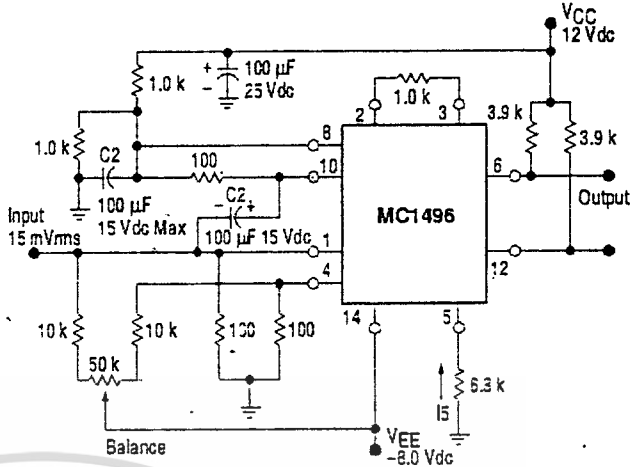 VCC
12 Vdc
+
−
100 µF
25 Vdc
1.0 k
1.0 k
2
1.0 k
3
3.9 k
3.9 k
8
1.0 k
C2
100
10
6
100 µF
15 Vdc Max
C2
−
+
MC1496
Output
Input
15 mVrms
100 µF 15 Vdc
1
4
12
14
5
10 k
10 k
100
100
50 k
I5
6.8 k
Balance
VEE
-8.0 Vdc